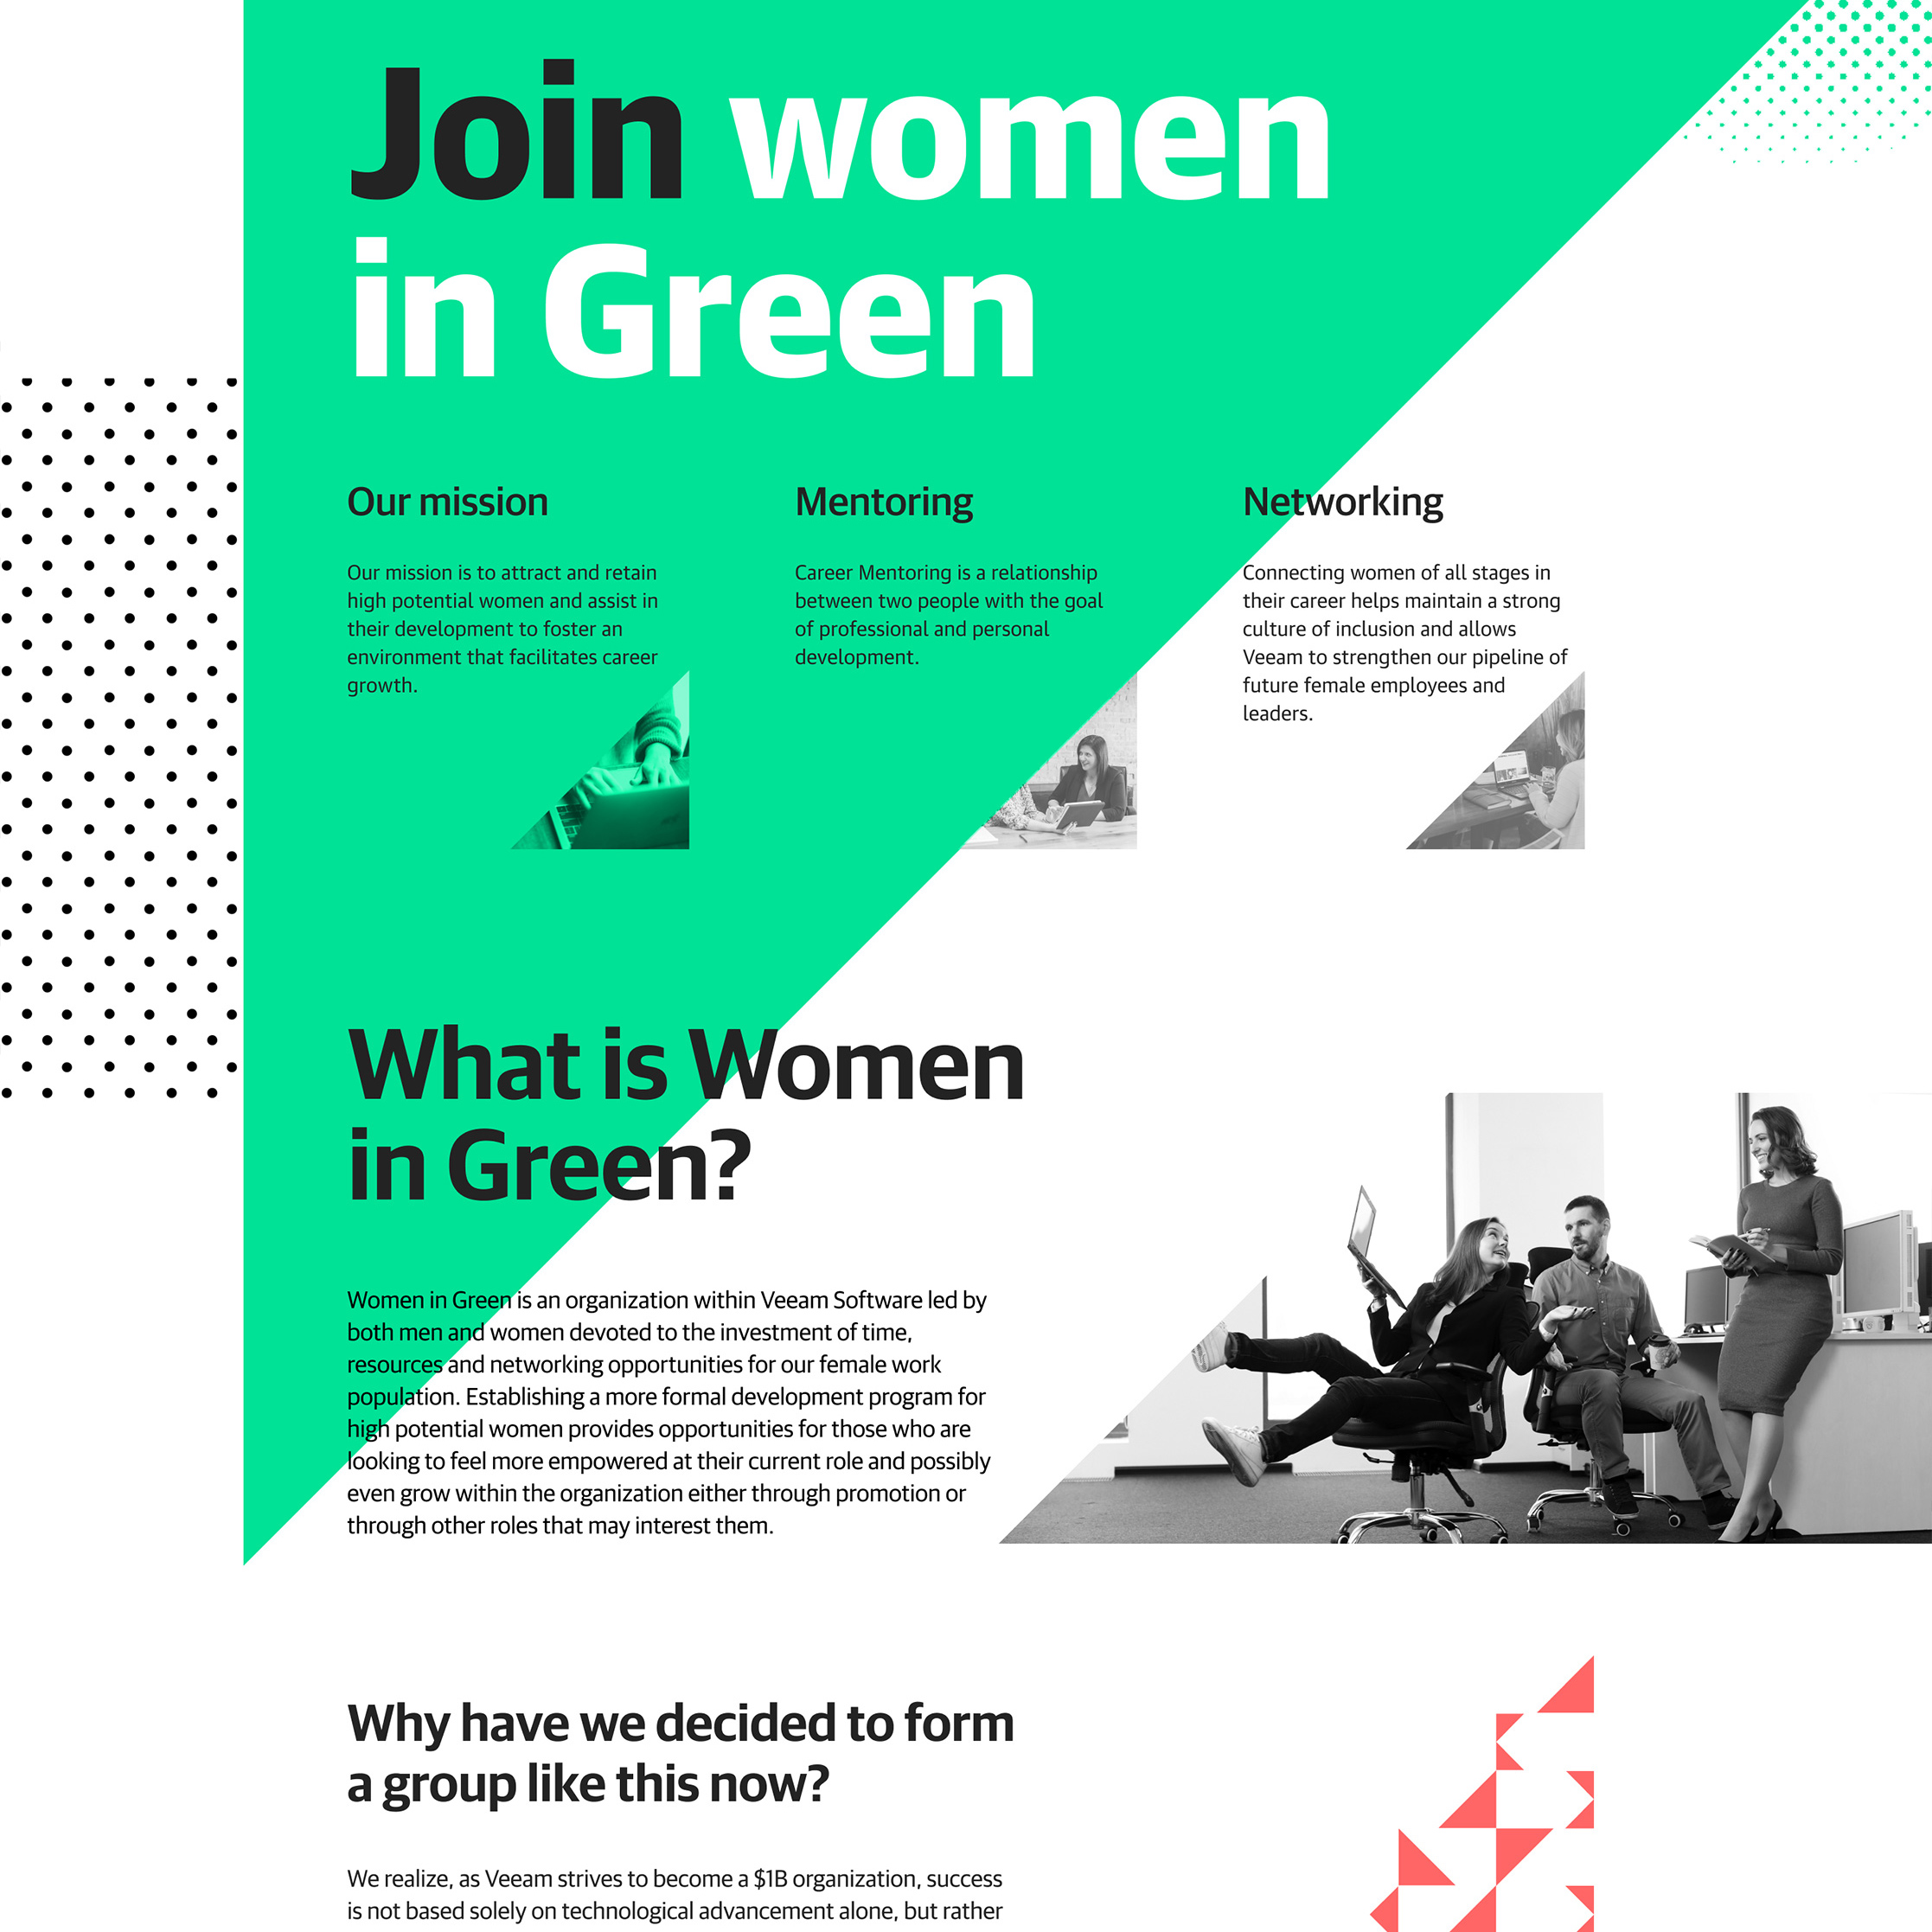 Join women
in Green
Our mission
Our mission is to attract and retain
high potential women and assist in
their development to foster an
environment that facilitates career
growth.
Mentoring
Career Mentoring is a relationship
between two people with the goal
of professional and personal
development.
Networking
Connecting women of all stages in
their career helps maintain a strong
culture of inclusion and allows
Veeam to strengthen our pipeline of
future female employees and
leaders.
What is Women
in Green?
Women in Green is an organization within Veeam Software led by
both men and women devoted to the investment of time,
resources and networking opportunities for our female work
population. Establishing a more formal development program for
high potential women provides opportunities for those who are
looking to feel more empowered at their current role and possibly
even grow within the organization either through promotion or
through other roles that may interest them.
Why have we decided to form
a group like this now?
We realize, as Veeam strives to become a $1B organization, success
is not based solely on technological advancement alone, but rather